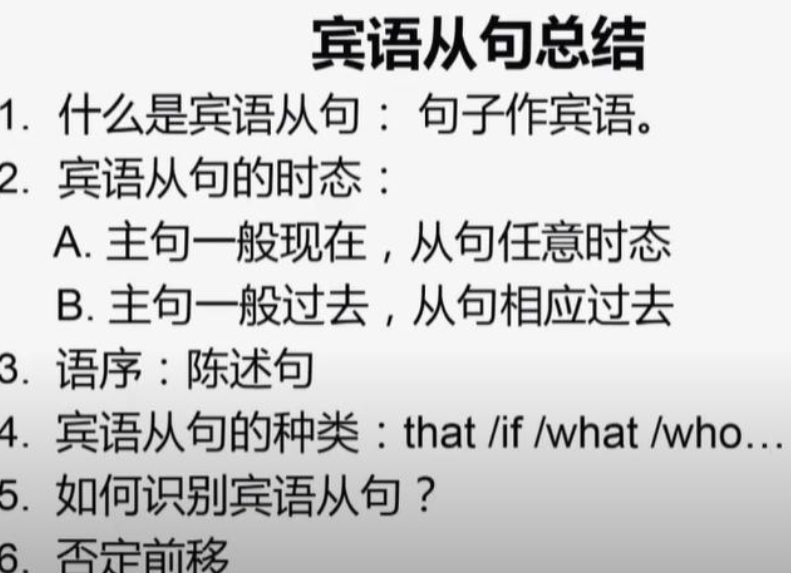 宾语从句总结
1. 什么是宾语从句： 句子作宾语。
2. 宾语从句的时态：
A. 主句一般现在，从句任意时态
B. 主句一般过去，从句相应过去
3. 语序：陈述句
4. 宾语从句的种类：that /if /what /who…
5. 如何识别宾语从句？
6. 否定前移